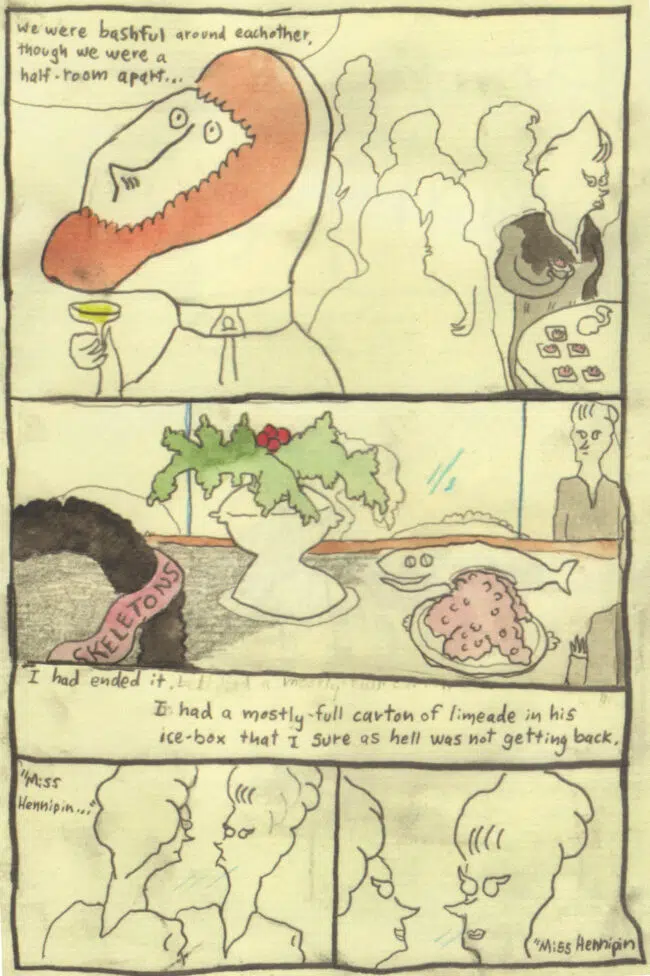 we were bashful around eachother,
though we were a
half-room apart...
SKELETONS
I had ended it.
I had a mostly-full carton of limeade in his
ice-box that I sure as hell was not getting back.
"Miss
Hennipin..."
"Miss Hennipin